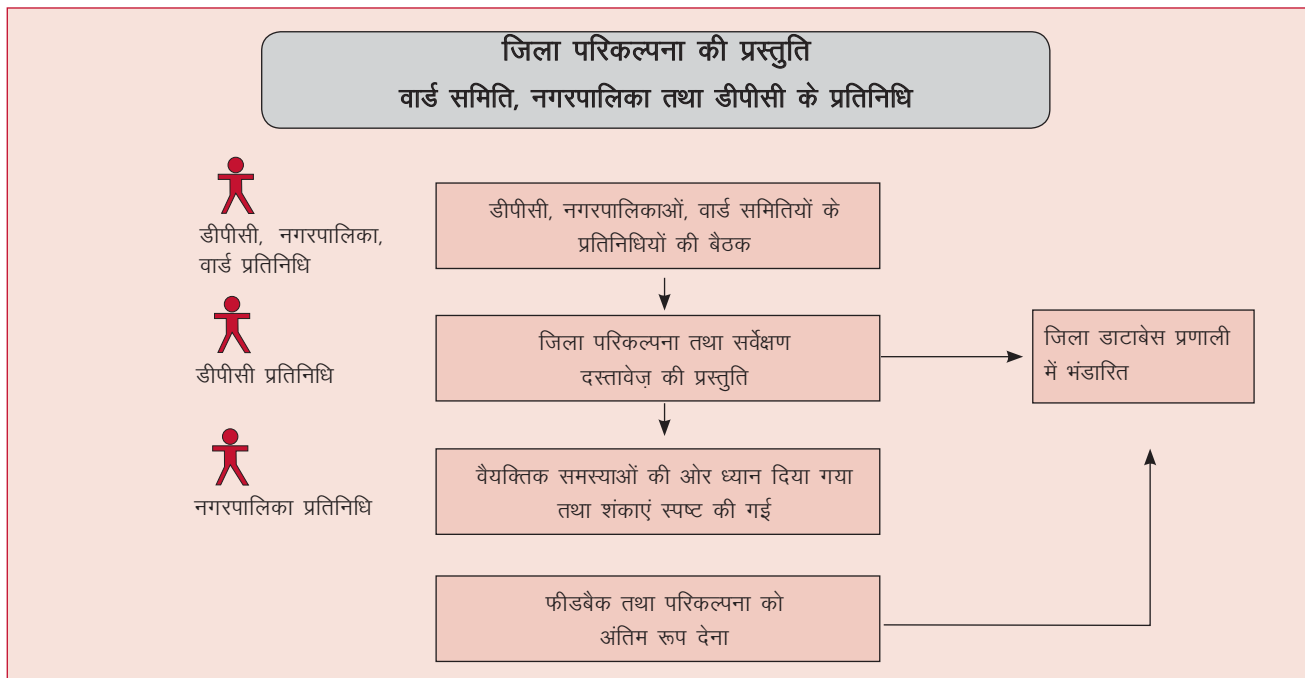 जिला परिकल्पना की प्रस्तुति
वार्ड समिति, नगरपालिका तथा डीपीसी के प्रतिनिधि
डीपीसी, नगरपालिका,
वार्ड प्रतिनिधि
डीपीसी, नगरपालिकाओं, वार्ड समितियों के
प्रतिनिधियों की बैठक
डीपीसी प्रतिनिधि
जिला परिकल्पना तथा सर्वेक्षण
दस्तावेज़ की प्रस्तुति
जिला डाटाबेस प्रणाली
में भंडारित
नगरपालिका प्रतिनिधि
वैयक्तिक समस्याओं की ओर ध्यान दिया गया
तथा शंकाएं स्पष्ट की गई
फीडबैक तथा परिकल्पना को
अंतिम रूप देना